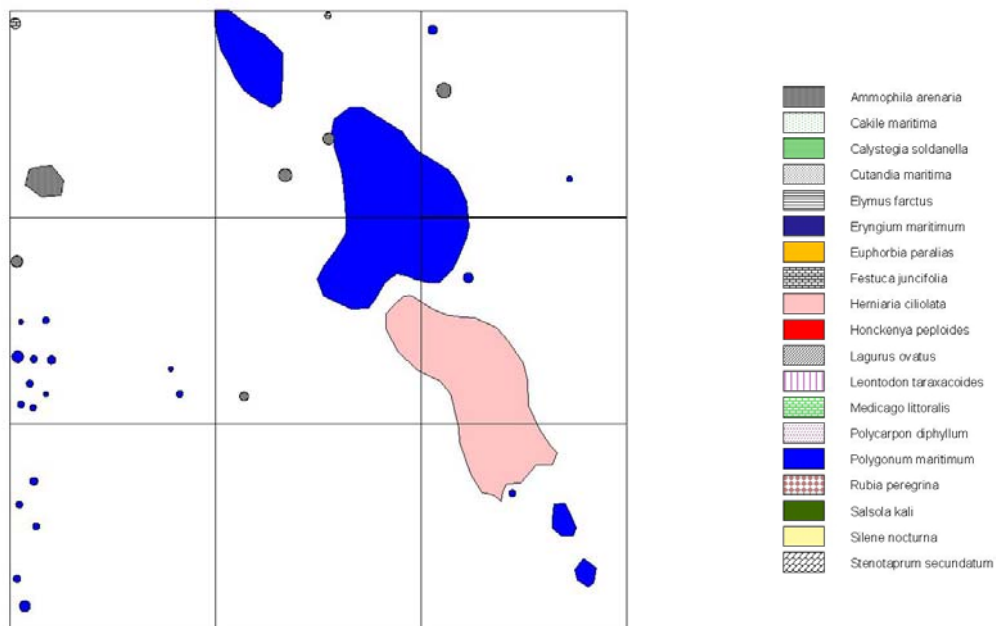 Ammophila arenaria
Cakile maritima
Calystegia soldanella
Cutandia maritima
Elymus farctus
Eryngium maritimum
Euphorbia paralias
Festuca juncifolia
Herniaria ciliolata
Honckenya peploides
Lagurus ovatus
Leontodon taraxacoides
Medicago littoralis
Polycarpon diphyllum
Polygonum maritimum
Rubia peregrina
Salsola kali
Silene nocturna
Stenotaprum secundatum